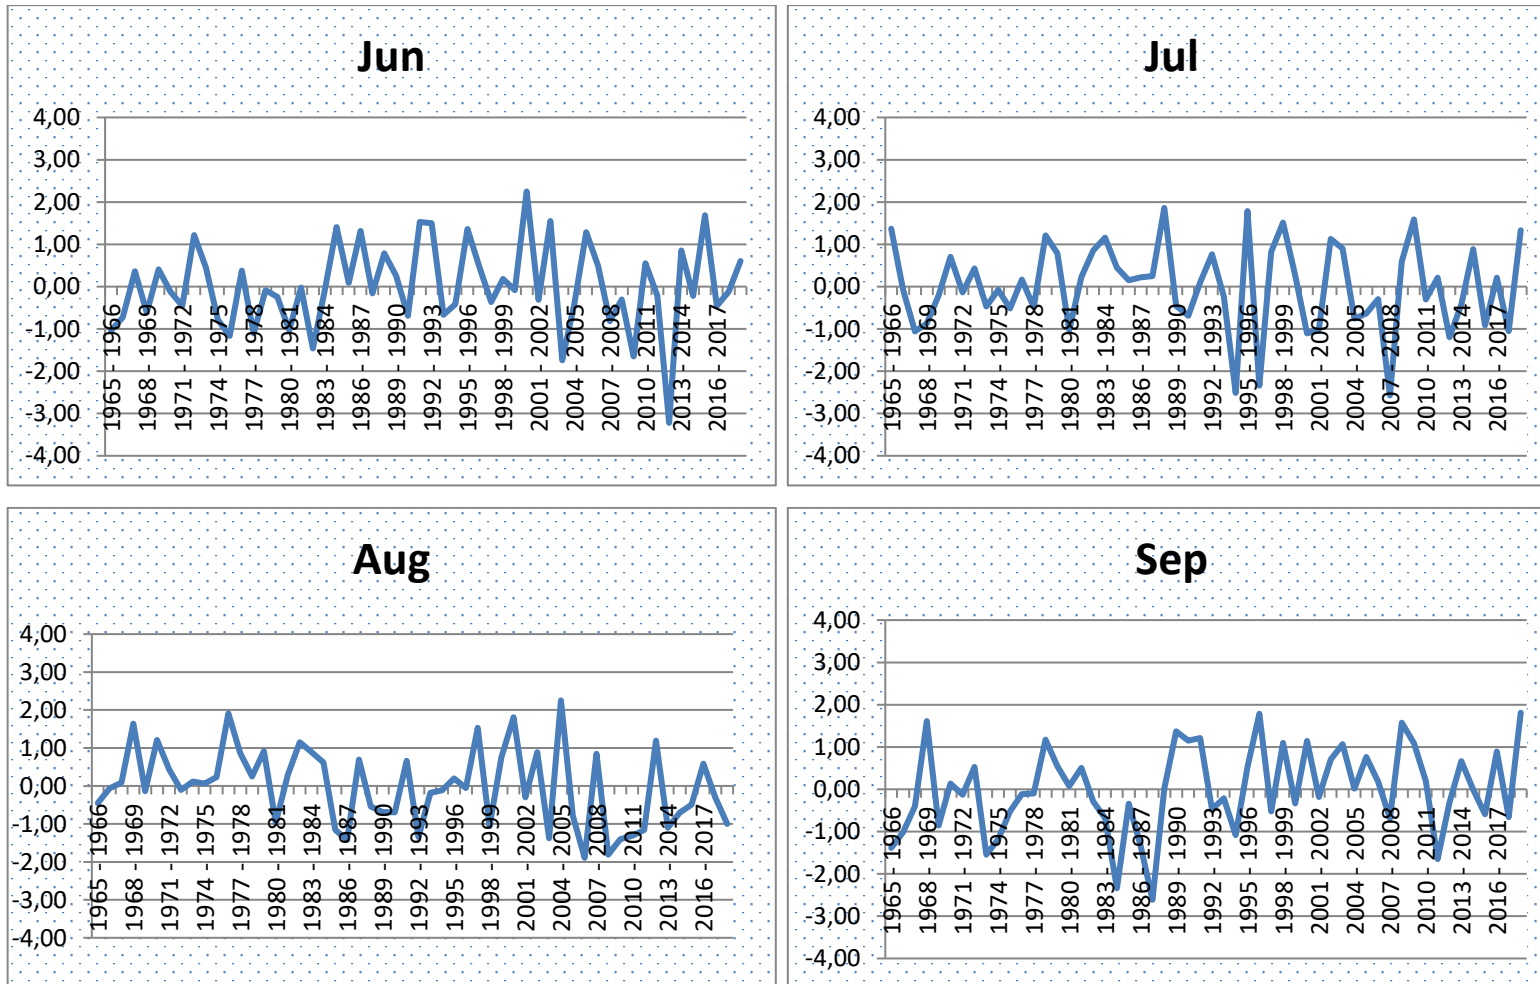 Jun
4,00
3,00
2,00
1,00
0,00
-1,00
-2,00
-3,00
-4,00
1965 - 1966
1968 - 1969
1971 - 1972
1974 - 1975
1977 - 1978
1980 - 1981
1983 - 1984
1986 - 1987
1989 - 1990
1992 - 1993
1995 - 1996
1998 - 1999
2001 - 2002
2004 - 2005
2007 - 2008
2010 - 2011
2013 - 2014
2016 - 2017
Jul
4,00
3,00
2,00
1,00
0,00
-1,00
-2,00
-3,00
-4,00
1965 - 1966
1968 - 1969
1971 - 1972
1974 - 1975
1977 - 1978
1980 - 1981
1983 - 1984
1986 - 1987
1989 - 1990
1992 - 1993
1995 - 1996
1998 - 1999
2001 - 2002
2004 - 2005
2007 - 2008
2010 - 2011
2013 - 2014
2016 - 2017
Aug
4,00
3,00
2,00
1,00
0,00
-1,00
-2,00
-3,00
-4,00
1965 - 1966
1968 - 1969
1971 - 1972
1974 - 1975
1977 - 1978
1980 - 1981
1983 - 1984
1986 - 1987
1989 - 1990
1992 - 1993
1995 - 1996
1998 - 1999
2001 - 2002
2004 - 2005
2007 - 2008
2010 - 2011
2013 - 2014
2016 - 2017
Sep
4,00
3,00
2,00
1,00
0,00
-1,00
-2,00
-3,00
-4,00
1965 - 1966
1968 - 1969
1971 - 1972
1974 - 1975
1977 - 1978
1980 - 1981
1983 - 1984
1986 - 1987
1989 - 1990
1992 - 1993
1995 - 1996
1998 - 1999
2001 - 2002
2004 - 2005
2007 - 2008
2010 - 2011
2013 - 2014
2016 - 2017